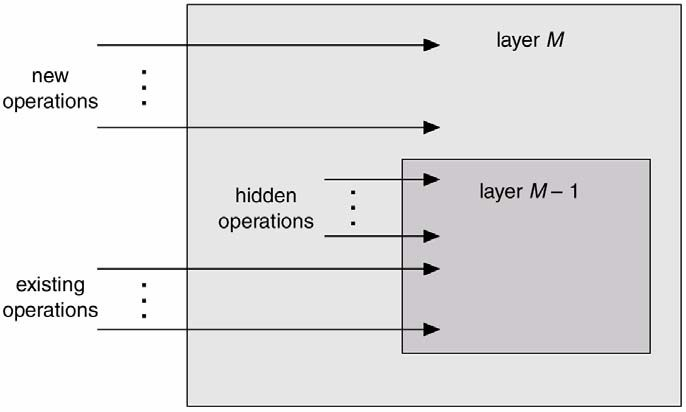 layer M
new
operations
hidden
operations
layer M – 1
existing
operations